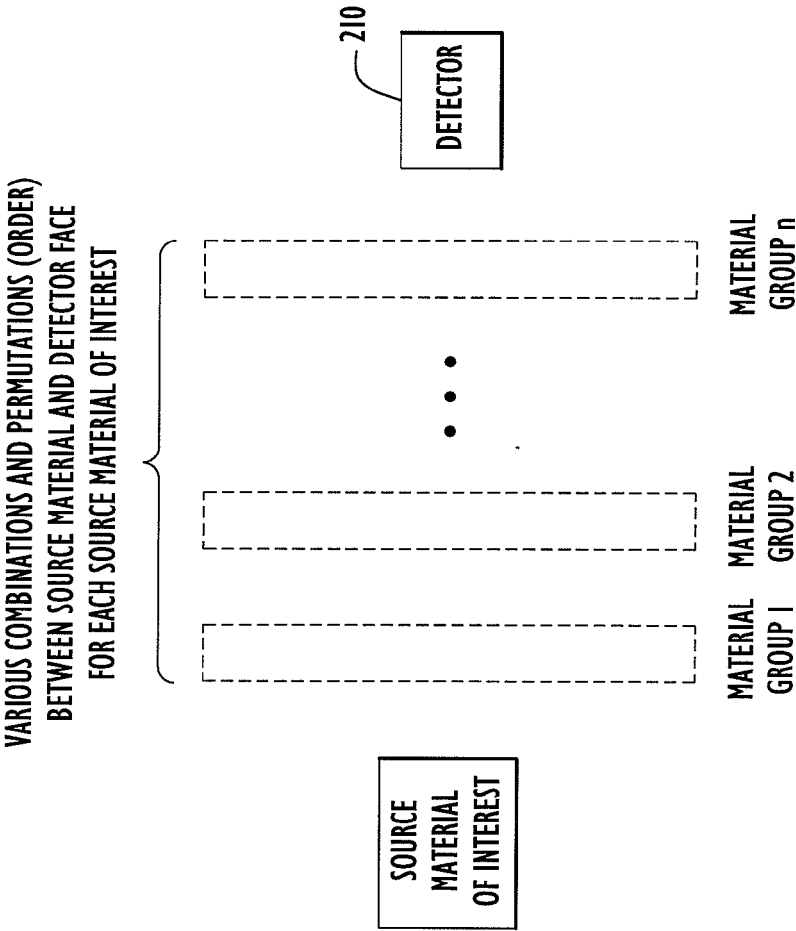 VARIOUS COMBINATIONS AND PERMUTATIONS (ORDER)
BETWEEN SOURCE MATERIAL AND DETECTOR FACE
FOR EACH SOURCE MATERIAL OF INTEREST
SOURCE
MATERIAL
OF INTEREST
210
DETECTOR
MATERIAL
GROUP 1
MATERIAL
GROUP 2
MATERIAL
GROUP n